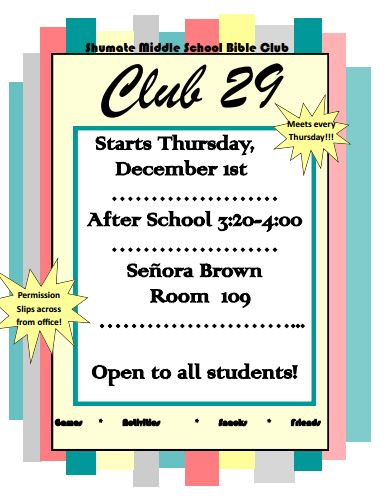 Shumate Middle School Bible Club
Club 29
Meets every
Thursday!!!
Starts Thursday,
December 1st
.....................
After School 3:20-4:00
.....................
Señora Brown
Room 109
Permission
Slips across
from office!
..........................
Open to all students!
Games * Activities * Snacks * Friends